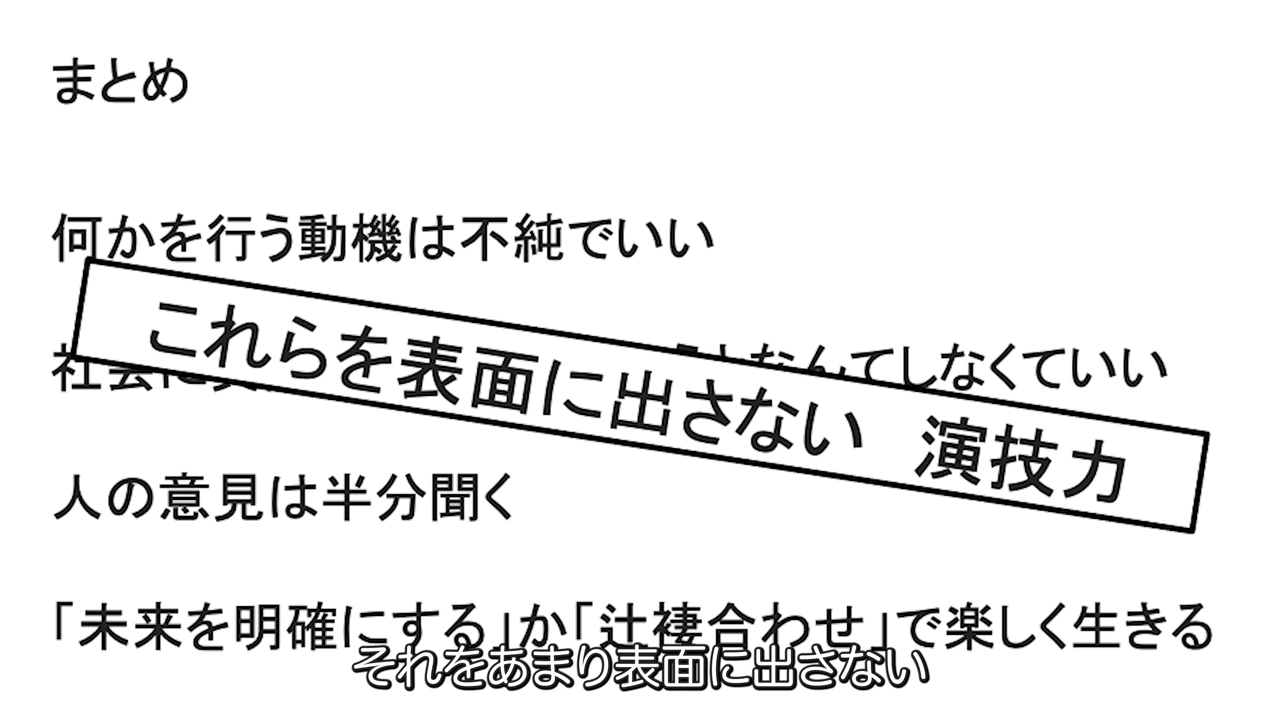 まとめ
何かを行う動機は不純でいい
これらを表面に出さない 演技力
なんてしなくていい
人の意見は半分聞く
「未来を明確にする」か「辻褄合わせ」で楽しく生きる
それをあまり表面に出さない